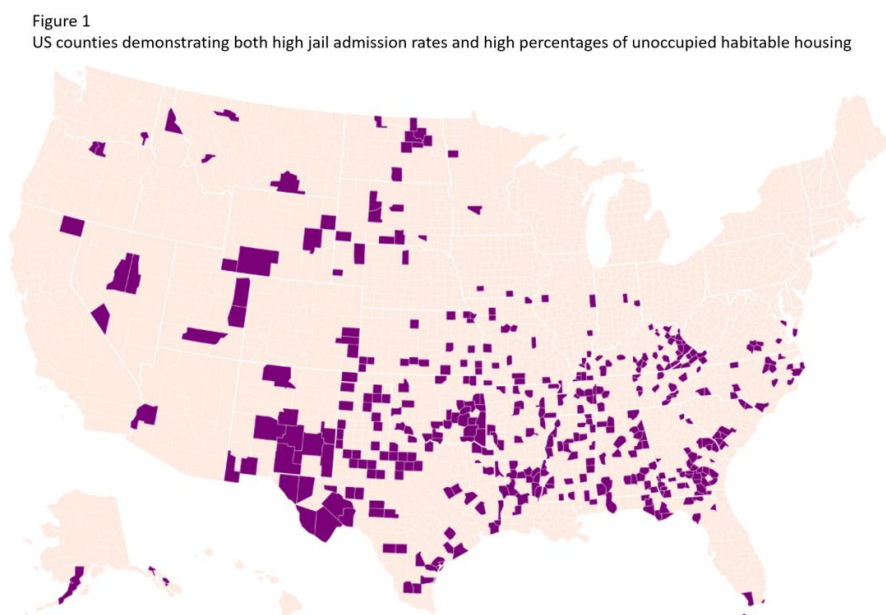 Figure 1
US counties demonstrating both high jail admission rates and high percentages of unoccupied habitable housing